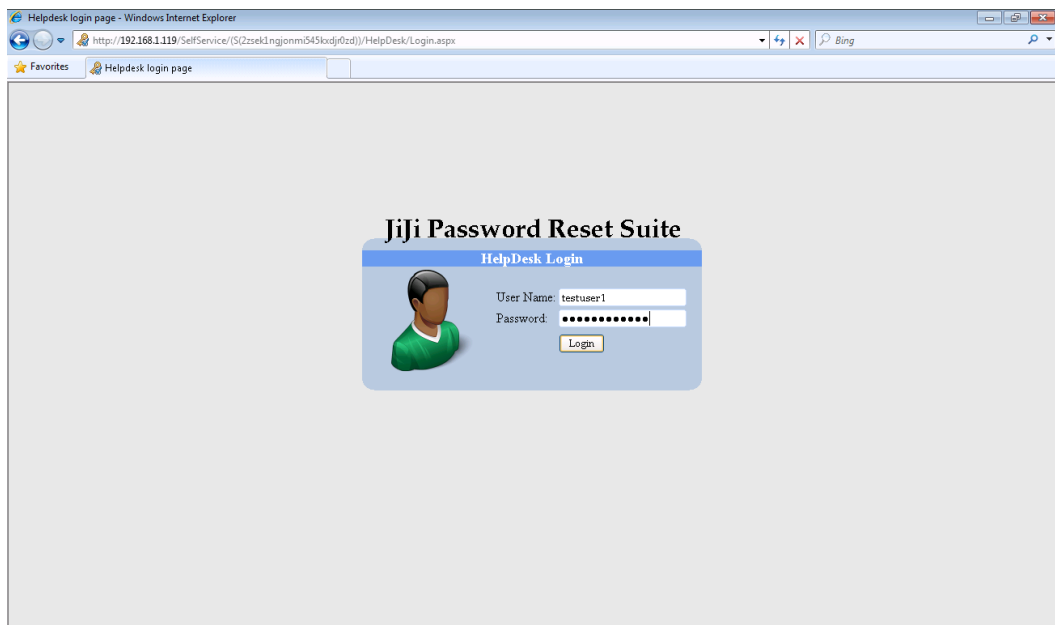 Helpdesk login page - Windows Internet Explorer
http://192.168.1.119/SelfService/(S(2zsek1ngjonmi545kxdjr0zd))/HelpDesk/Login.aspx
Bing
Favorites
Helpdesk login page
JiJi Password Reset Suite
HelpDesk Login
User Name: testuser1
Password: ●●●●●●●●●●●●
Login